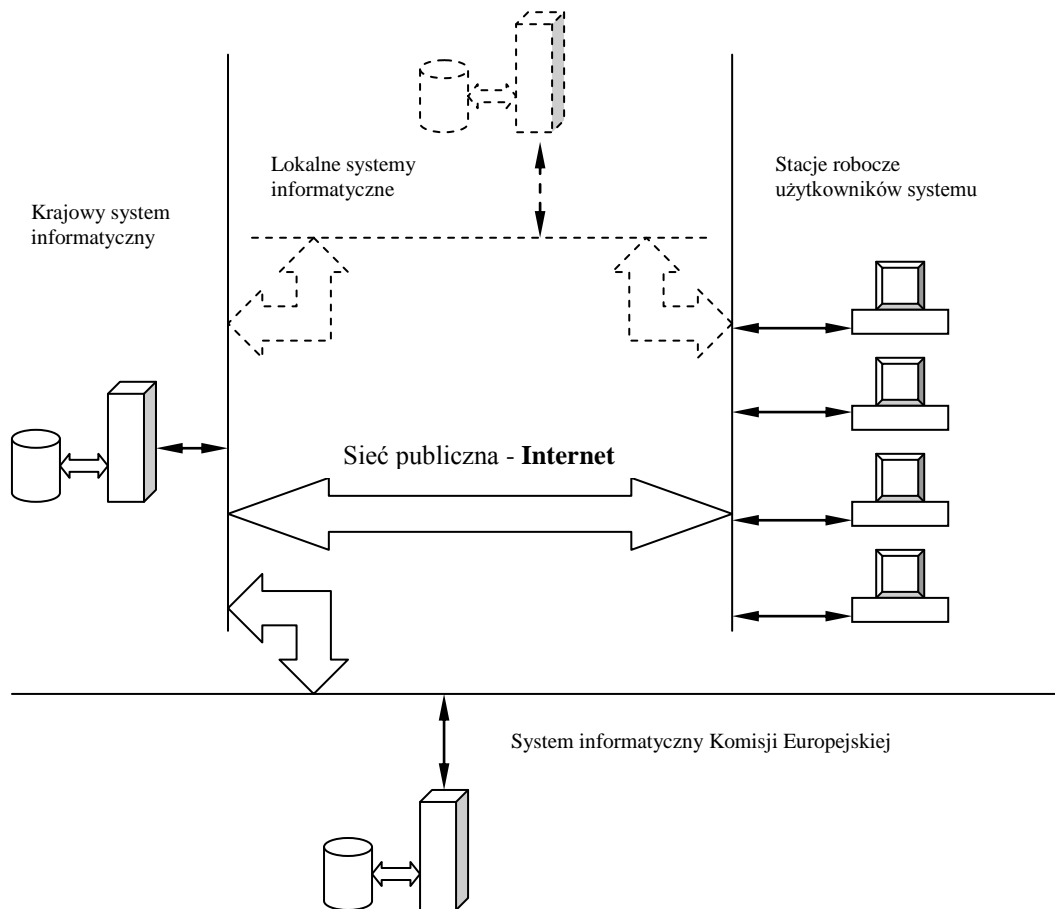 Lokalne systemy
informatyczne
Stacje robocze
użytkowników systemu
Krajowy system
informatyczny
Sieć publiczna - Internet
System informatyczny Komisji Europejskiej